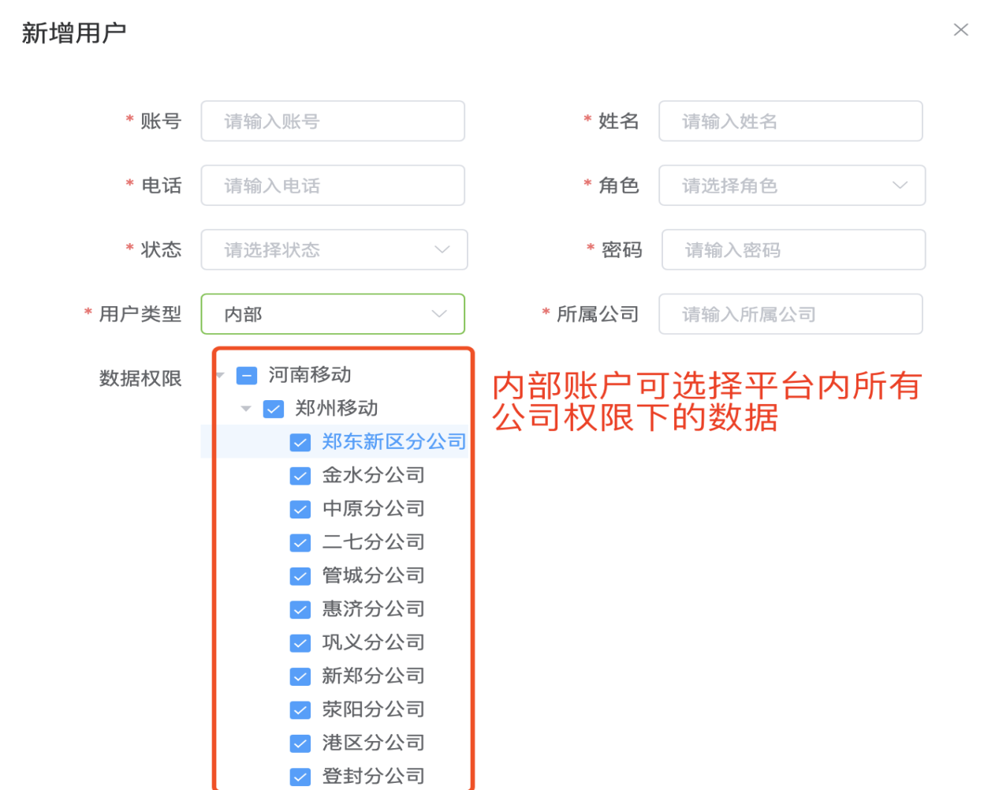 新增用户
* 账号 请输入账号 * 姓名 请输入姓名
* 电话 请输入电话 * 角色 请选择角色
* 状态 请选择状态 * 密码 请输入密码
* 用户类型 内部 * 所属公司 请输入所属公司
数据权限 河南移动
郑州移动
郑东新区分公司
金水分公司
中原分公司
二七分公司
管城分公司
惠济分公司
巩义分公司
新郑分公司
荥阳分公司
港区分公司
登封分公司
内部账户可选择平台内所有
公司权限下的数据